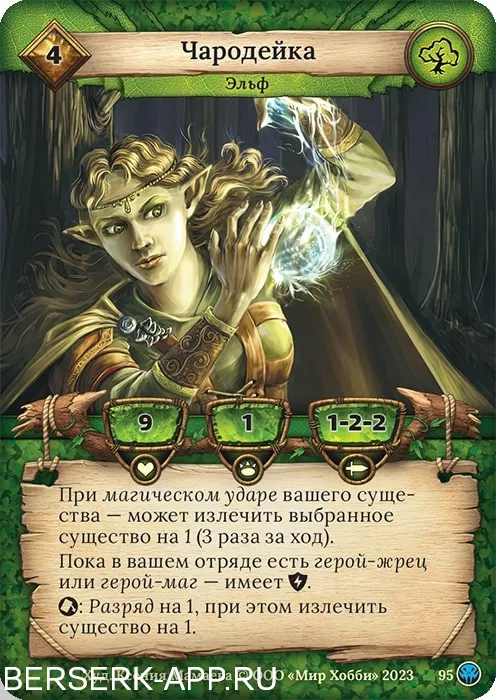 4
Чародейка
Эльф
9 1 1-2-2
При магическом ударе вашего суще-
ства — может излечить выбранное
существо на 1 (3 раза за ход).
Пока в вашем отряде есть герой-жрец
или герой-маг — имеет .
: Разряд на 1, при этом излечить
существо на 1.
ООО «Мир Хобби» 2023 95
BERSERK-APP.RU